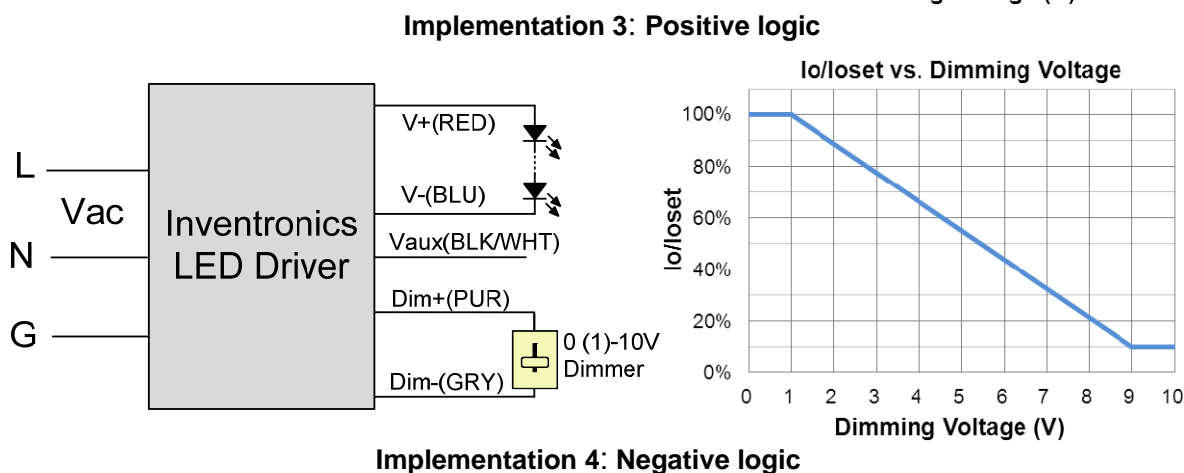 Implementation 3: Positive logic
L
Vac
N
G
Inventronics
LED Driver
V+(RED)
V-(BLU)
Vaux(BLK/WHT)
Dim+(PUR)
Dim-(GRY)
0 (1)-10V
Dimmer
Io/Ioset vs. Dimming Voltage
Io/Ioset
100%
80%
60%
40%
20%
0%
0 1 2 3 4 5 6 7 8 9 10
Dimming Voltage (V)
Implementation 4: Negative logic